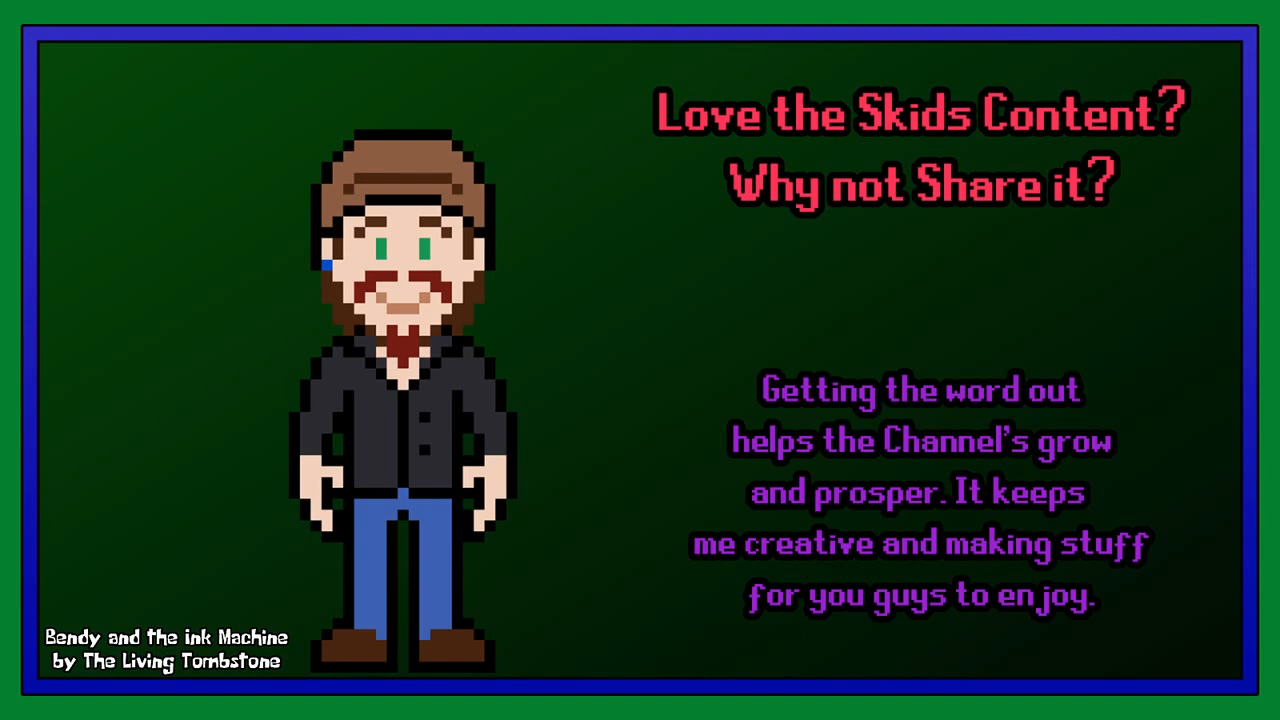 Love the Skids Content?
Why not Share it?
Getting the word out
helps the Channel's grow
and prosper. It keeps
me creative and making stuff
for you guys to enjoy.
Bendy and the ink Machine
by The Living Tombstone